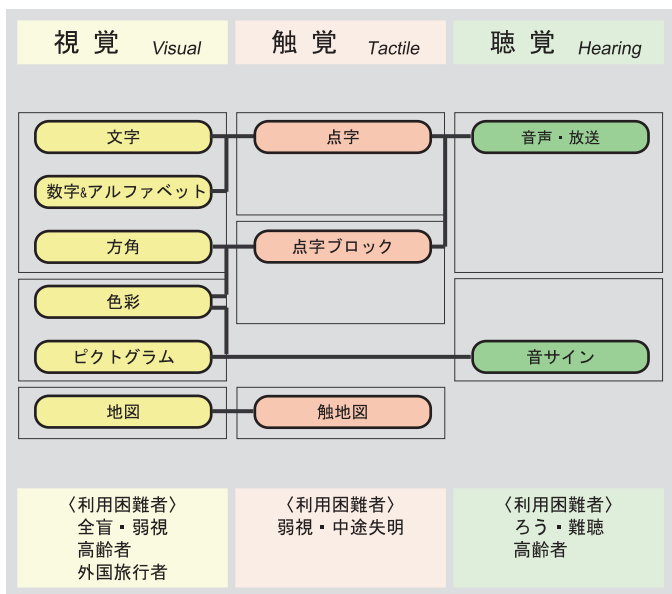 視覚 Visual
触覚 Tactile
聴覚 Hearing
文字
点字
音声・放送
数字&アルファベット
方角
点字ブロック
色彩
ピクトグラム
音サイン
地図
触地図
〈利用困難者〉
全盲・弱視
高齢者
外国旅行者
〈利用困難者〉
弱視・中途失明
〈利用困難者〉
ろう・難聴
高齢者